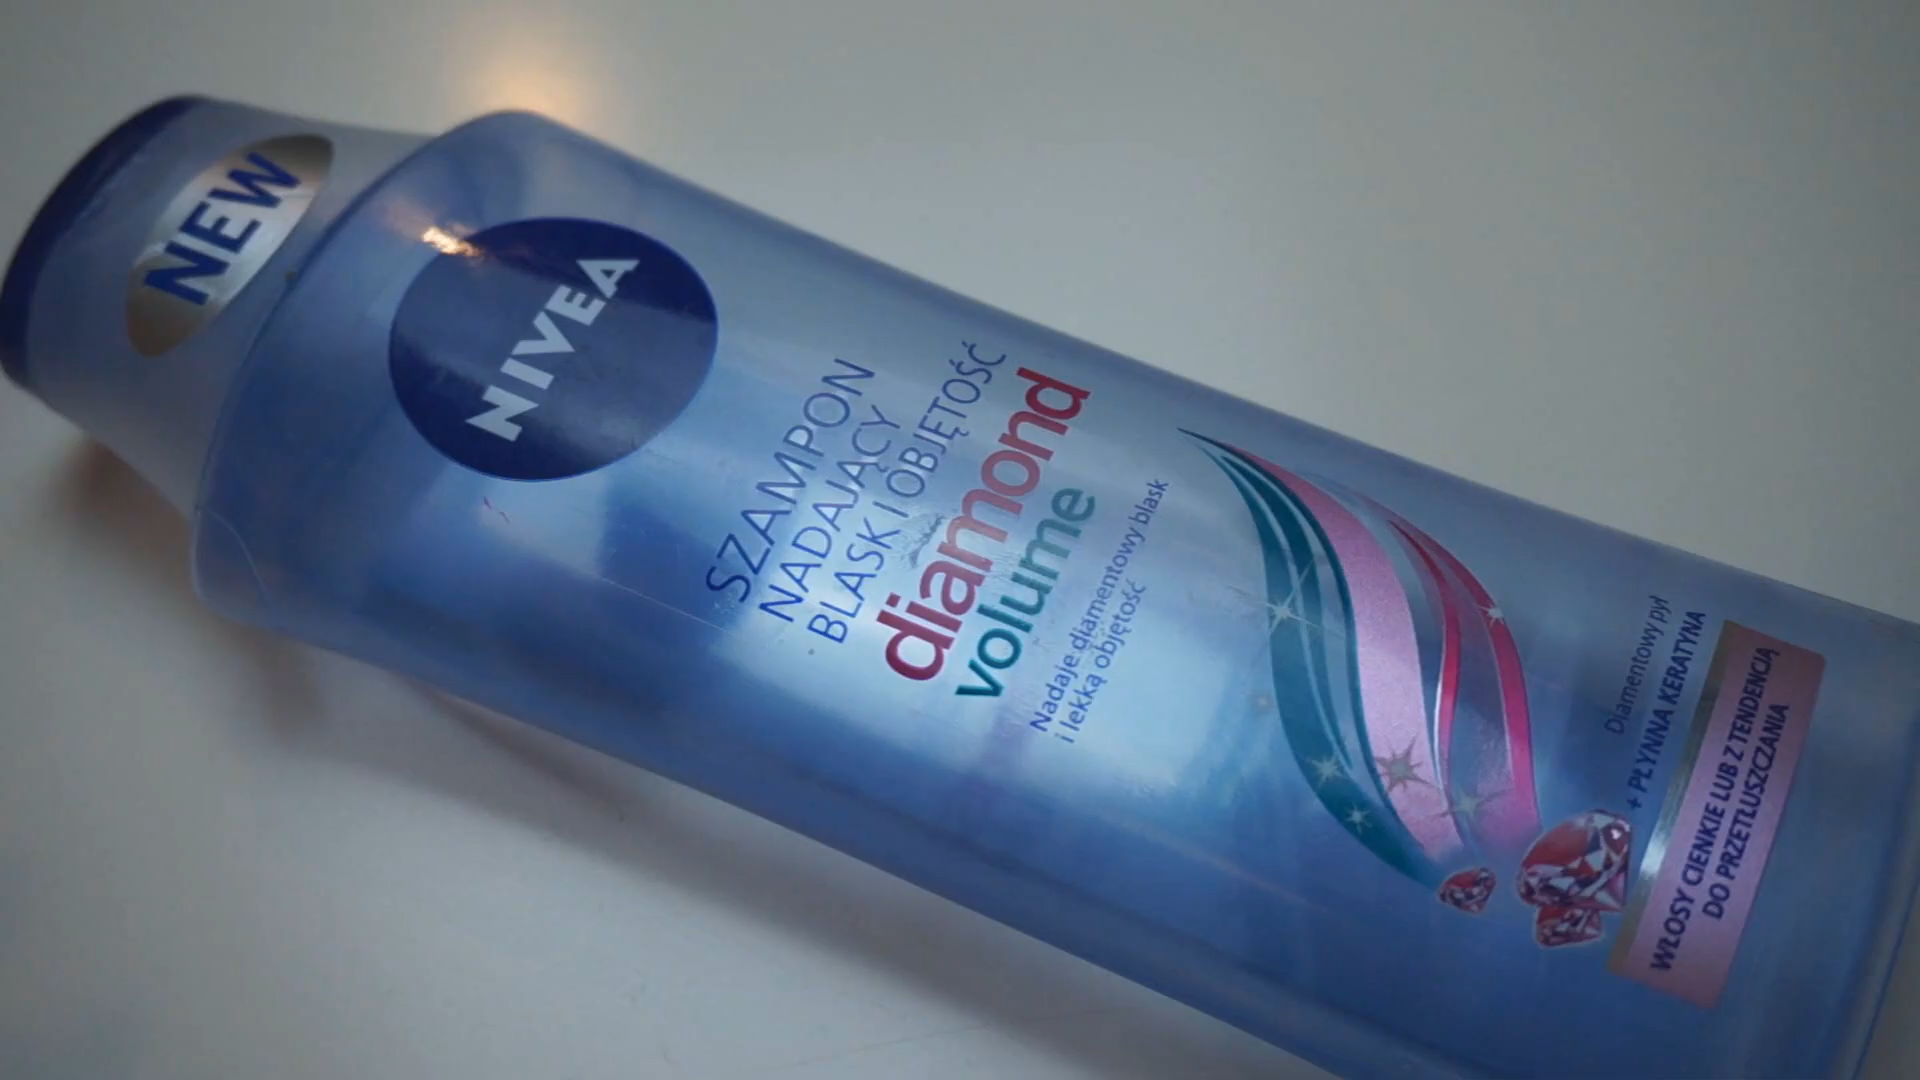 NEW
NIVEA
SZAMPON
NADAJĄCY
BLASK I OBJĘTOŚĆ
diamond
volume
Nadaje diamentowy blask
i lekką objętość
Diamentowy pył
+ PŁYNNA KERATYNA
WŁOSY CIENKIE LUB Z TENDENCJĄ
DO PRZETŁUSZCZANIA